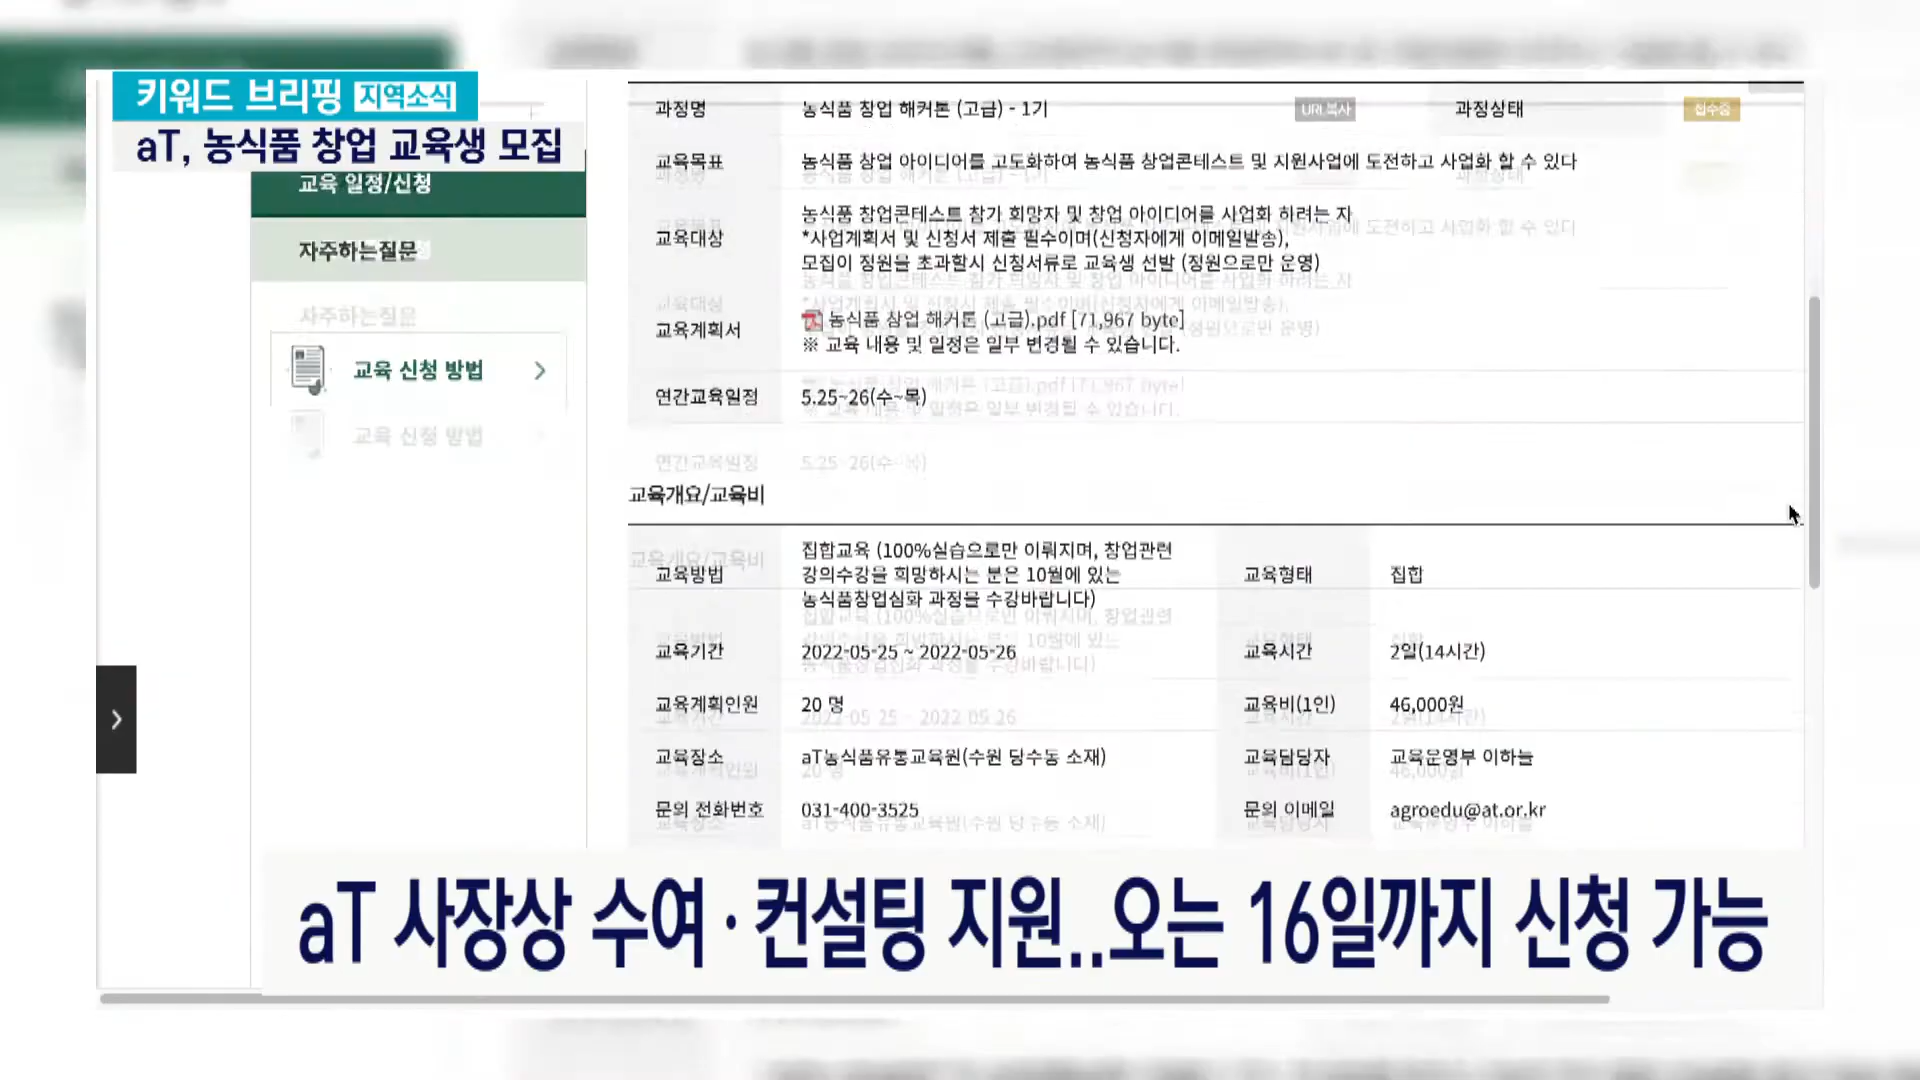 키워드 브리핑 지역소식
aT, 농식품 창업 교육생 모집
교육 일정/신청
자주하는질문
교육 신청 방법
과정명 농식품 창업 해커톤 (고급) - 1기 URL복사 과정상태 접수중
교육목표 농식품 창업 아이디어를 고도화하여 농식품 창업콘테스트 및 지원사업에 도전하고 사업화 할 수 있다
교육대상
농식품 창업콘테스트 참가 희망자 및 창업 아이디어를 사업화 하려는 자
*사업계획서 및 신청서 제출 필수이며(신청자에게 이메일발송),
모집이 정원을 초과할시 신청서류로 교육생 선발 (정원으로만 운영)
교육계획서
농식품 창업 해커톤 (고급).pdf [71,967 byte]
※ 교육 내용 및 일정은 일부 변경될 수 있습니다.
연간교육일정 5.25~26(수~목)
교육개요/교육비
교육방법
집합교육 (100%실습으로만 이뤄지며, 창업관련
강의수강을 희망하시는 분은 10월에 있는
농식품창업심화 과정을 수강바랍니다)
교육형태 집합
교육기간 2022-05-25 ~ 2022-05-26 교육시간 2일(14시간)
교육계획인원 20 명 교육비(1인) 46,000원
교육장소 aT농식품유통교육원(수원 당수동 소재) 교육담당자 교육운영부 이하늘
문의 전화번호 031-400-3525 문의 이메일 agroedu@at.or.kr
aT 사장상 수여·컨설팅 지원..오는 16일까지 신청 가능